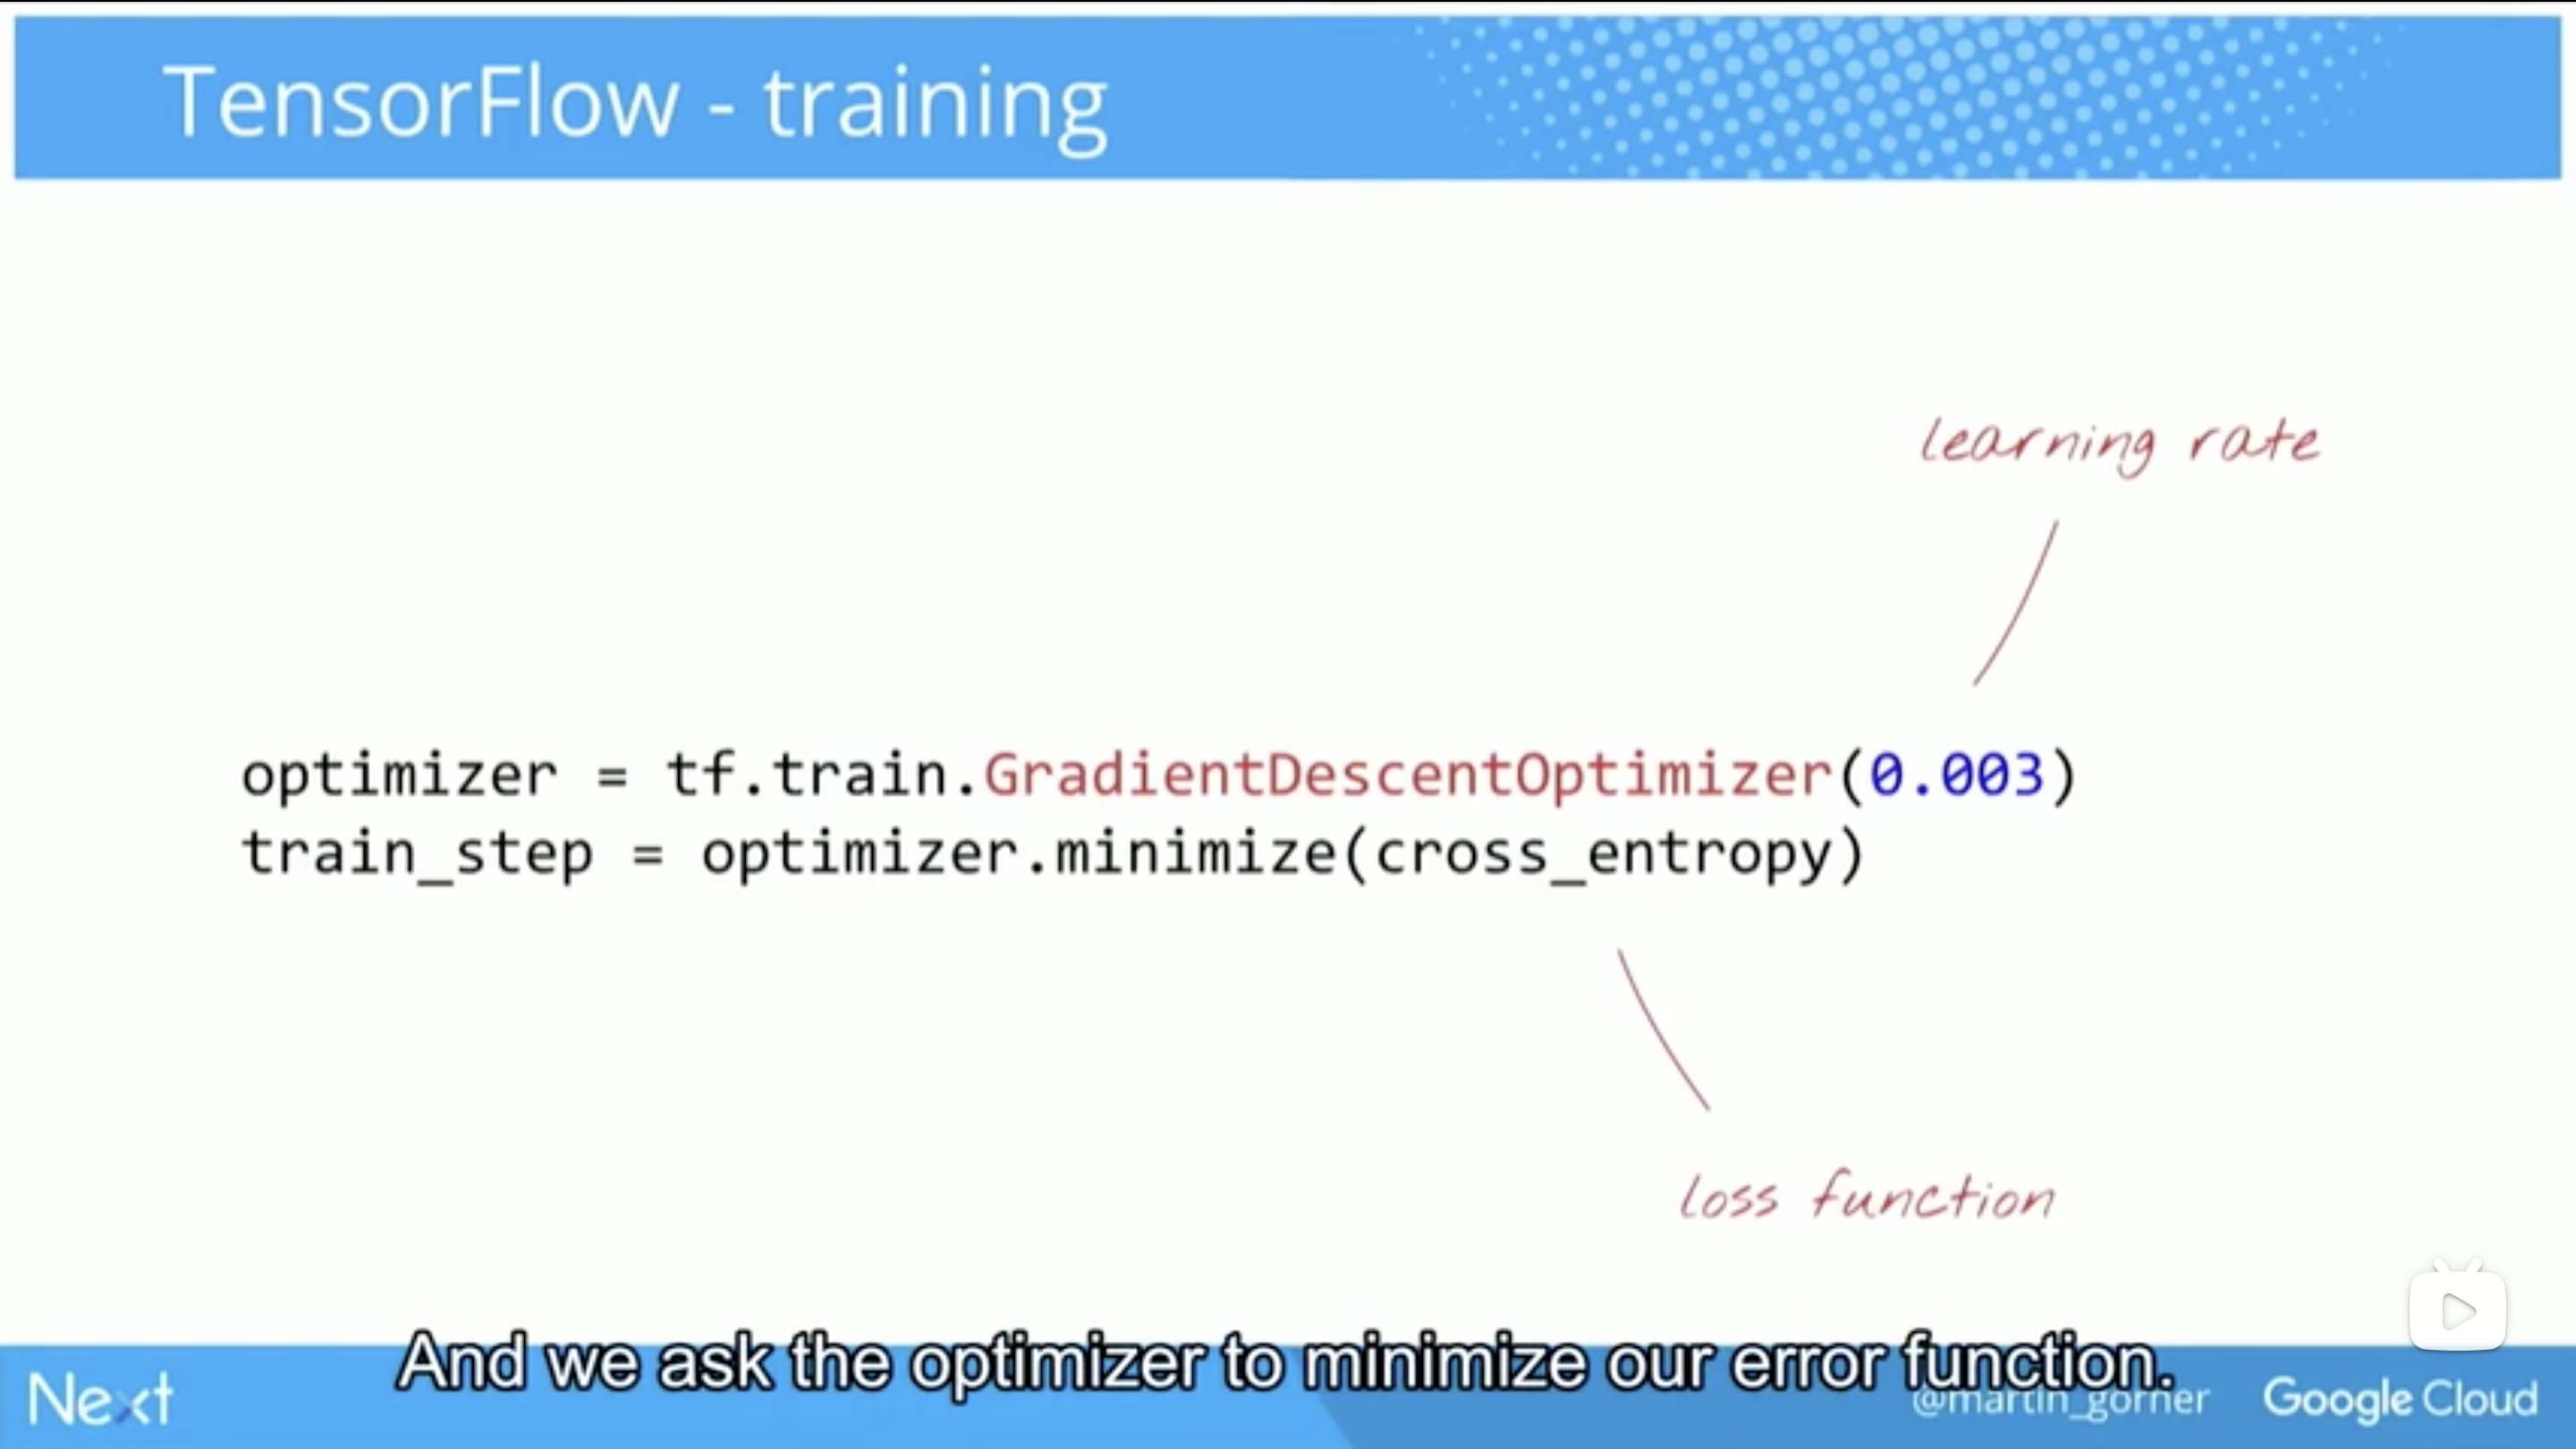 TensorFlow - training
learning rate
optimizer = tf.train.GradientDescentOptimizer(0.003)
train_step = optimizer.minimize(cross_entropy)
loss function
And we ask the optimizer to minimize our error function.
Next
@martin_gorner
Google Cloud